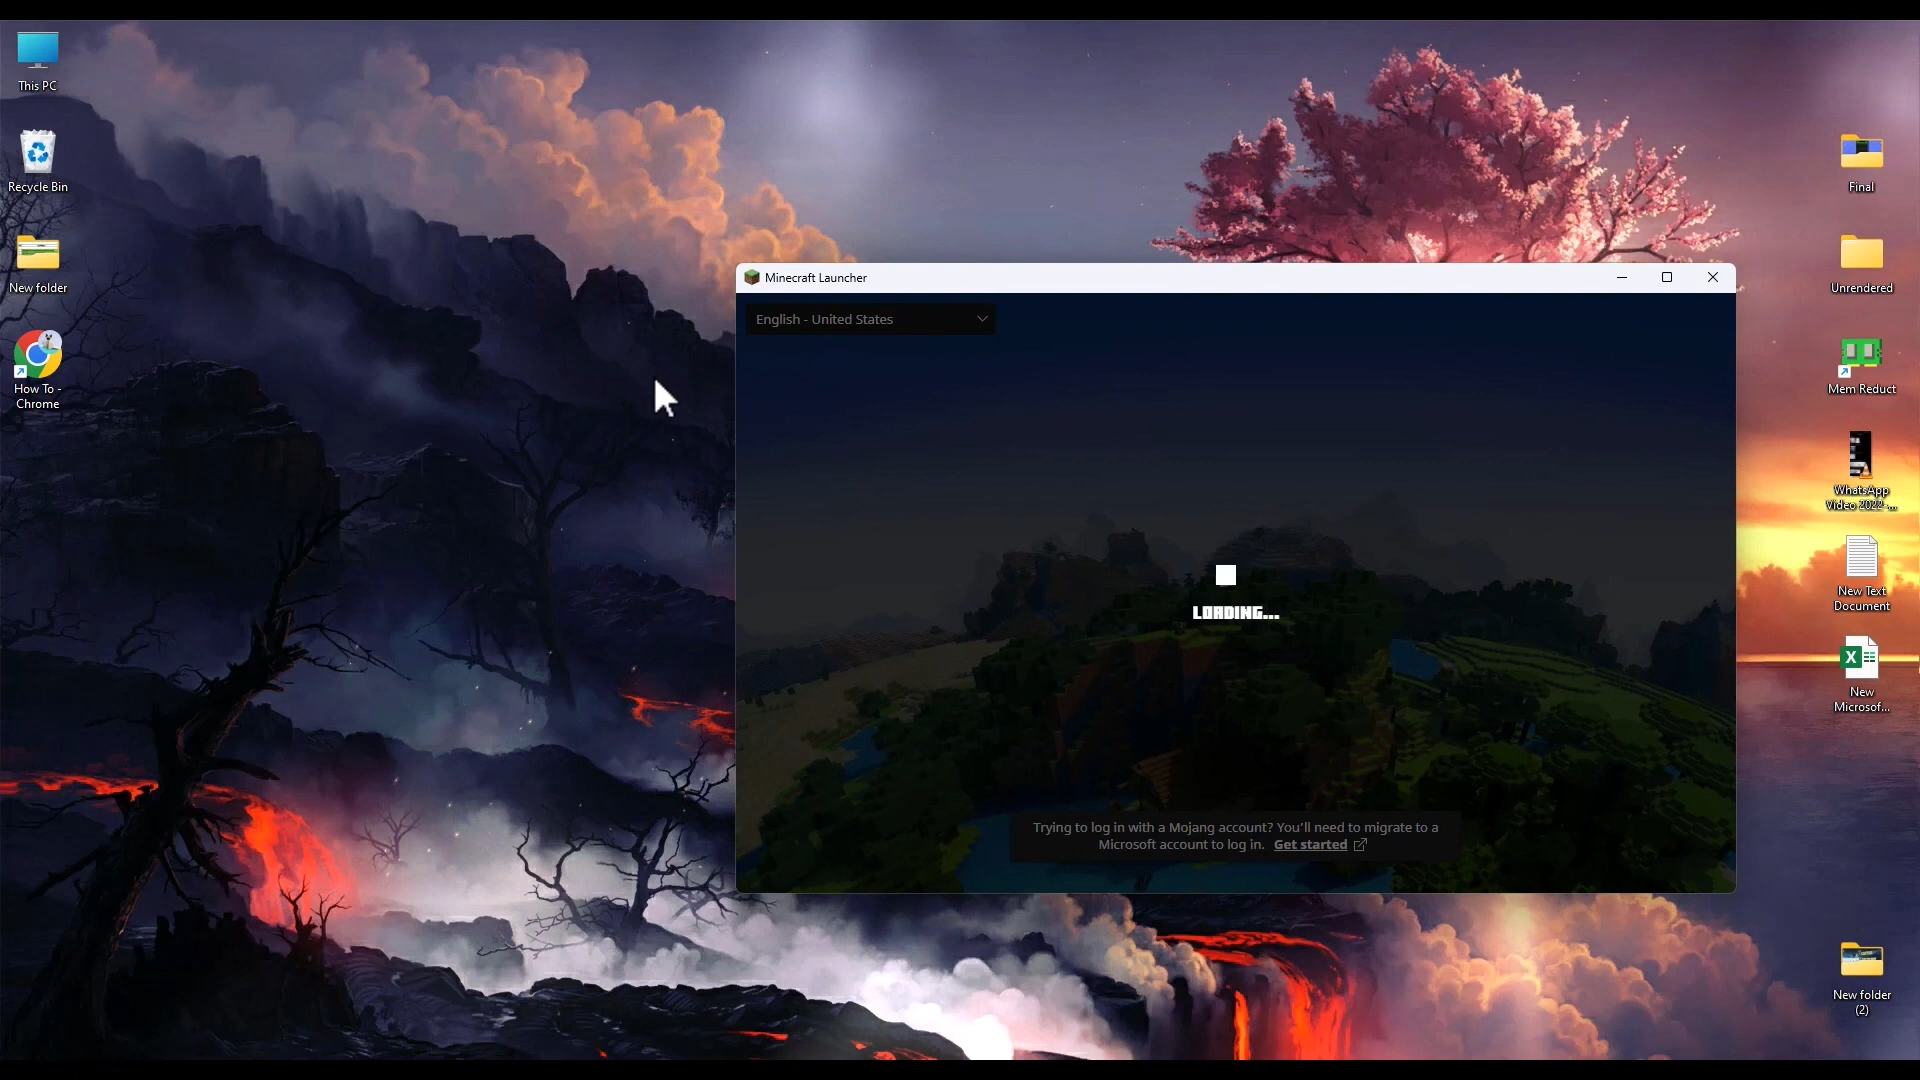 This PC
Recycle Bin
New folder
How To -
Chrome
Minecraft Launcher
English - United States
LOADING...
Trying to log in with a Mojang account? You'll need to migrate to a
Microsoft account to log in. Get started
Final
Unrendered
Mem Reduct
WhatsApp
Video 2022-...
New Text
Document
New
Microsof...
New folder
(2)